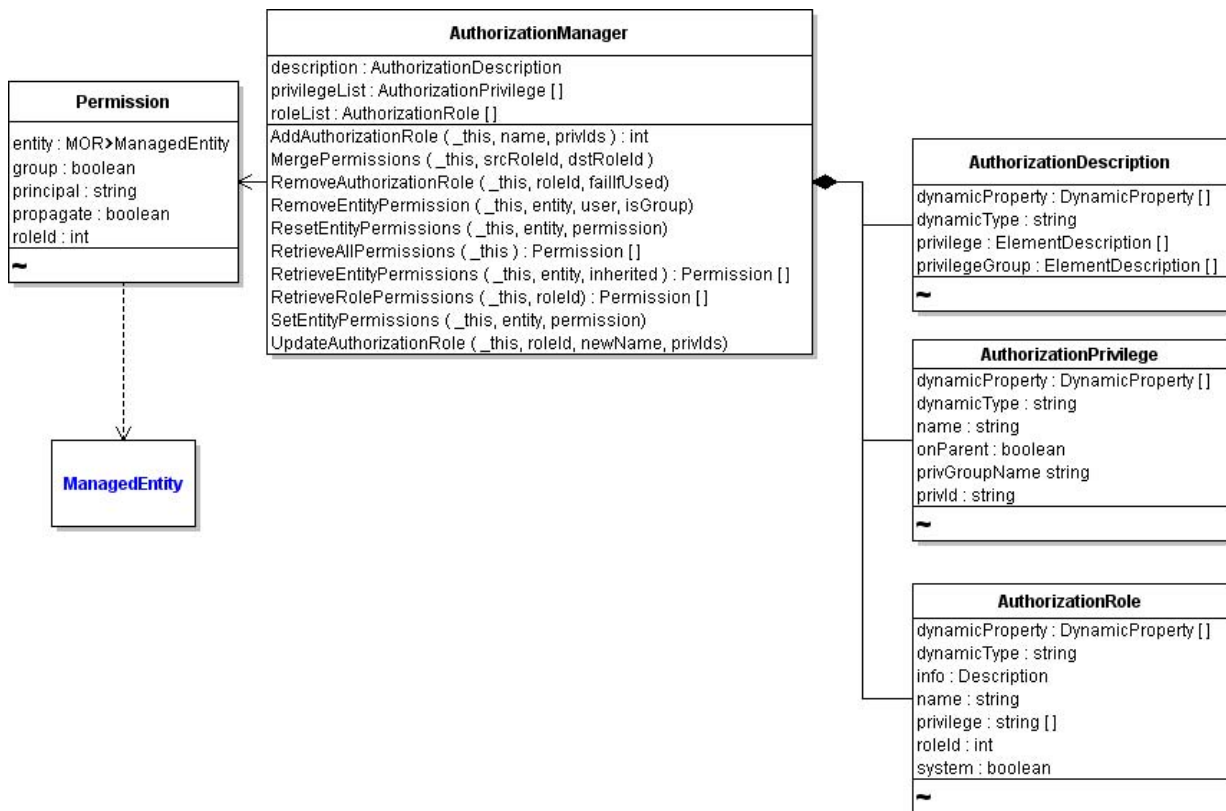 AuthorizationManager
description : AuthorizationDescription
privilegeList : AuthorizationPrivilege [ ]
roleList : AuthorizationRole [ ]
AddAuthorizationRole ( _this, name, privIds ) : int
MergePermissions ( _this, srcRoleId, dstRoleId )
RemoveAuthorizationRole ( _this, roleId, failIfUsed)
RemoveEntityPermission ( _this, entity, user, isGroup)
ResetEntityPermissions ( _this, entity, permission)
RetrieveAllPermissions ( _this ) : Permission [ ]
RetrieveEntityPermissions ( _this, entity, inherited ) : Permission [ ]
RetrieveRolePermissions ( _this, roleId) : Permission [ ]
SetEntityPermissions ( _this, entity, permission)
UpdateAuthorizationRole ( _this, roleId, newName, privIds)
Permission
entity : MOR>ManagedEntity
group : boolean
principal : string
propagate : boolean
roleId : int
~
ManagedEntity
AuthorizationDescription
dynamicProperty : DynamicProperty [ ]
dynamicType : string
privilege : ElementDescription [ ]
privilegeGroup : ElementDescription [ ]
~
AuthorizationPrivilege
dynamicProperty : DynamicProperty [ ]
dynamicType : string
name : string
onParent : boolean
privGroupName string
privId : string
~
AuthorizationRole
dynamicProperty : DynamicProperty [ ]
dynamicType : string
info : Description
name : string
privilege : string [ ]
roleId : int
system : boolean
~